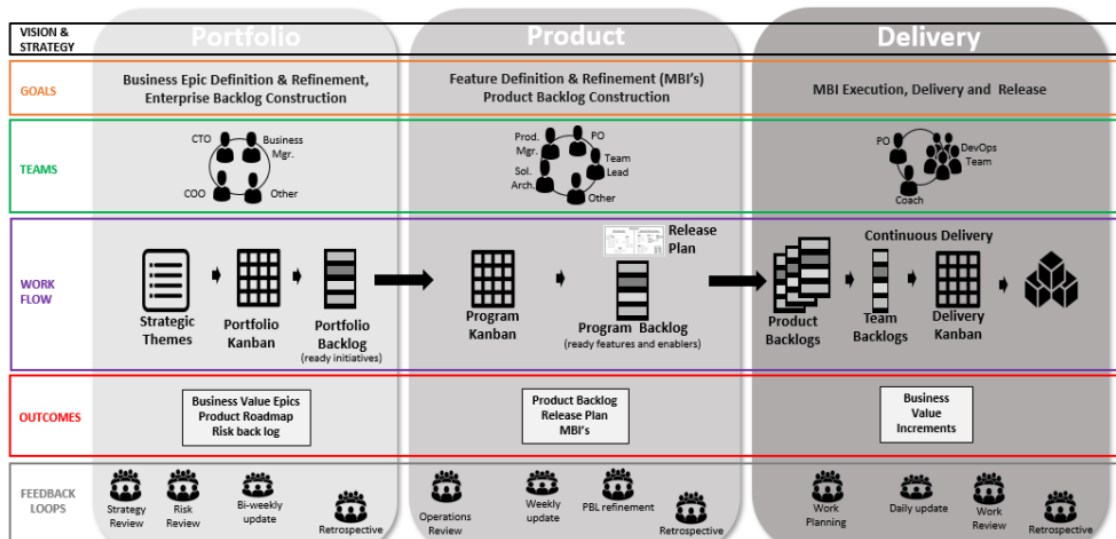 VISION &
STRATEGY
Portfolio
Product
Delivery
GOALS
Business Epic Definition & Refinement,
Enterprise Backlog Construction
Feature Definition & Refinement (MBI's)
Product Backlog Construction
MBI Execution, Delivery and Release
TEAMS
CTO
Business
Mgr.
COO
Other
Prod.
Mgr.
PO
Sol.
Arch.
Team
Lead
Other
PO
DevOps
Team
Coach
WORK
FLOW
Strategic
Themes
Portfolio
Kanban
Portfolio
Backlog
(ready initiatives)
Program
Kanban
Release
Plan
Program Backlog
(ready features and enablers)
Continuous Delivery
Product
Backlogs
Team
Backlogs
Delivery
Kanban
OUTCOMES
Business Value Epics
Product Roadmap
Risk back log
Product Backlog
Release Plan
MBI's
Business
Value
Increments
FEEDBACK
LOOPS
Strategy
Review
Risk
Review
Bi-weekly
update
Retrospective
Operations
Review
Weekly
update
PBL refinement
Retrospective
Work
Planning
Daily update
Work
Review
Retrospective